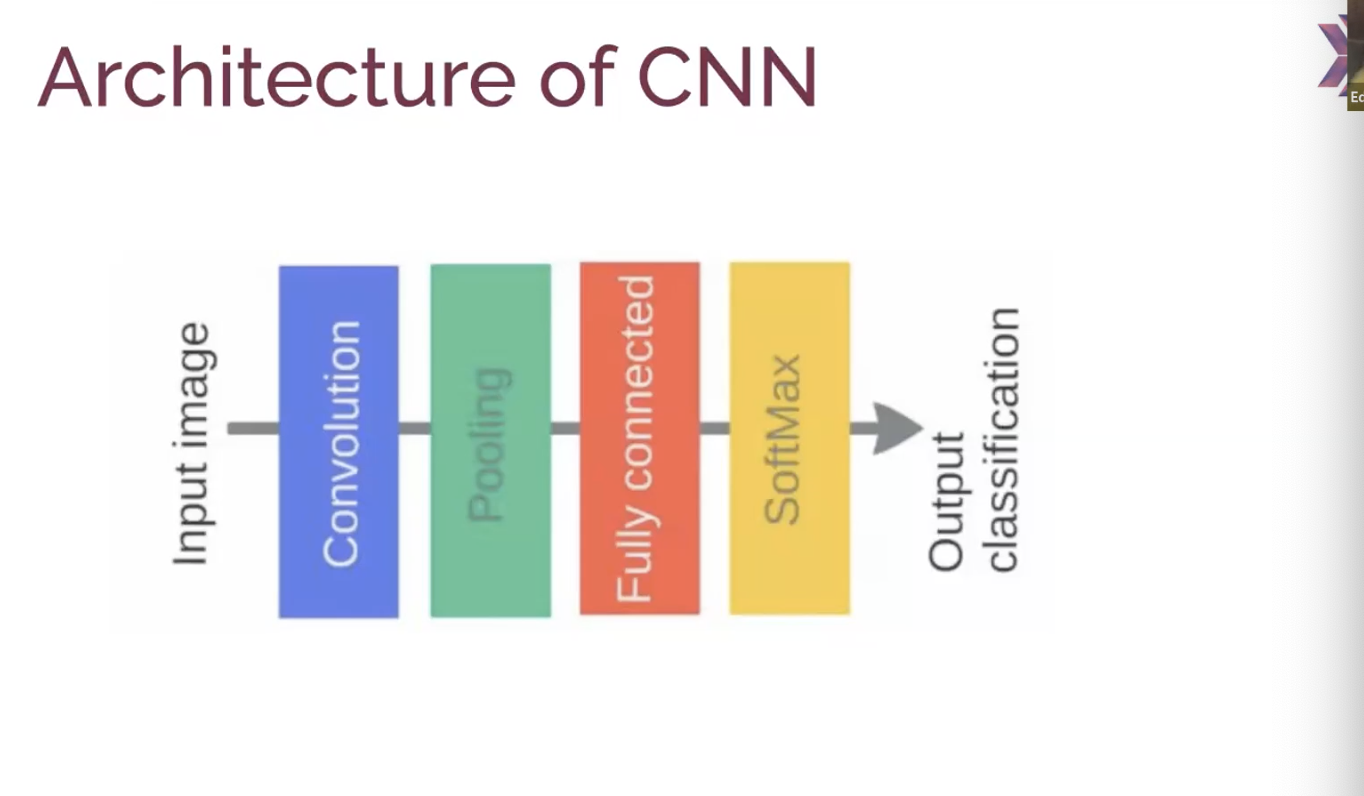 Architecture of CNN
Input image
Convolution
Pooling
Fully connected
SoftMax
Output
classification